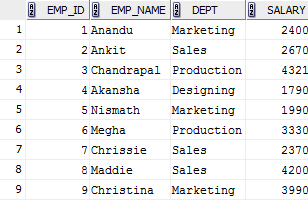 EMP_ID EMP_NAME DEPT SALARY
1 1 Anandu Marketing 2400
2 2 Ankit Sales 2670
3 3 Chandrapal Production 4321
4 4 Akansha Designing 1790
5 5 Nismath Marketing 1990
6 6 Megha Production 3330
7 7 Chrissie Sales 2370
8 8 Maddie Sales 4200
9 9 Christina Marketing 3990